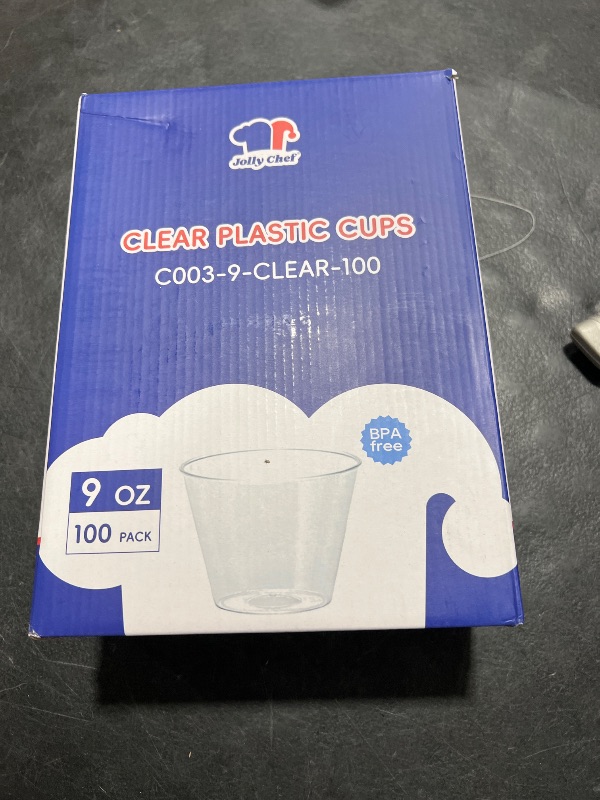 Jolly Chef
CLEAR PLASTIC CUPS
C003-9-CLEAR-100
BPA
free
9 OZ
100 PACK